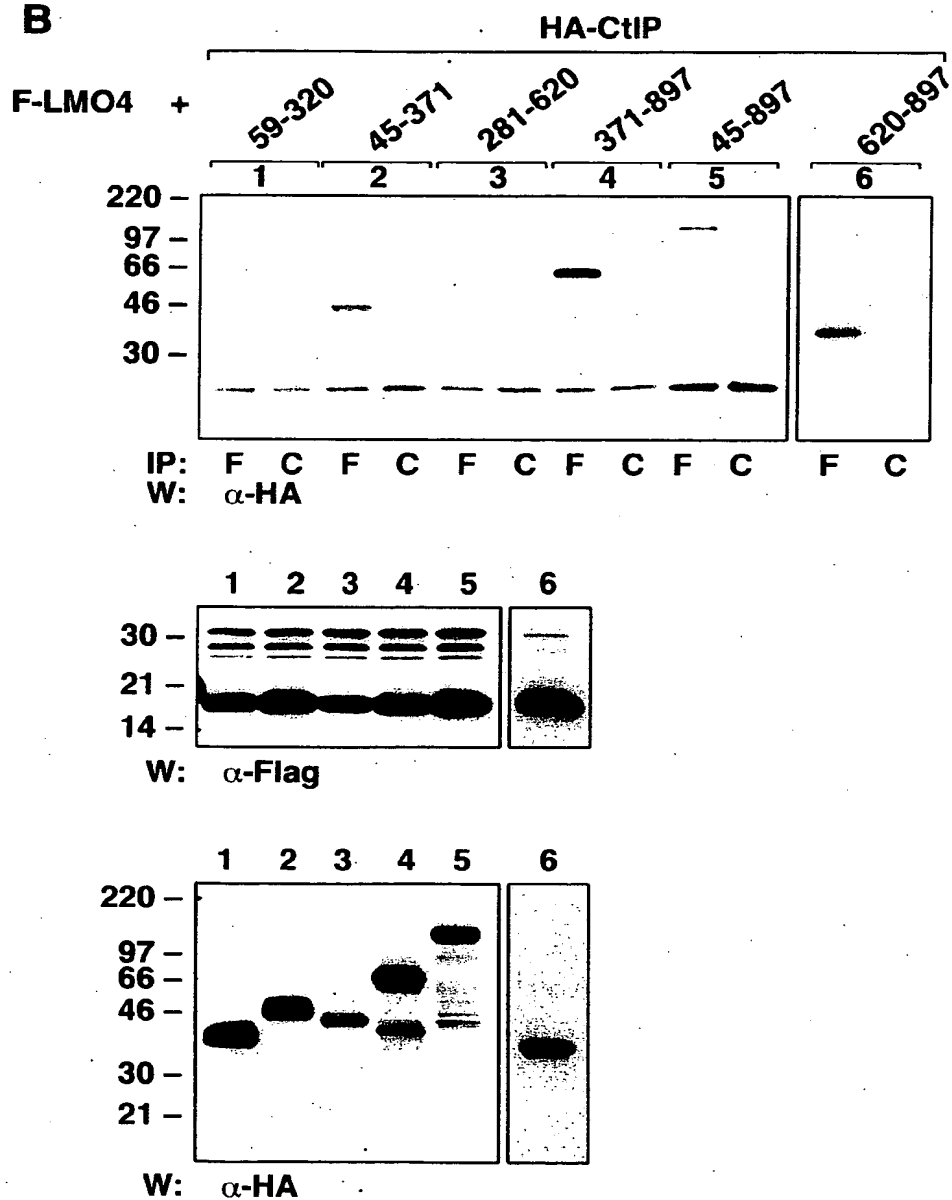 B
HA-CtIP
F-LMO4 +
59-320 45-371 281-620 371-897 45-897 620-897
1 2 3 4 5 6
220 –
97 –
66 –
46 –
30 –
IP: F C F C F C F C F C F C
W: α-HA
1 2 3 4 5 6
30 –
21 –
14 –
W: α-Flag
1 2 3 4 5 6
220 –
97 –
66 –
46 –
30 –
21 –
W: α-HA